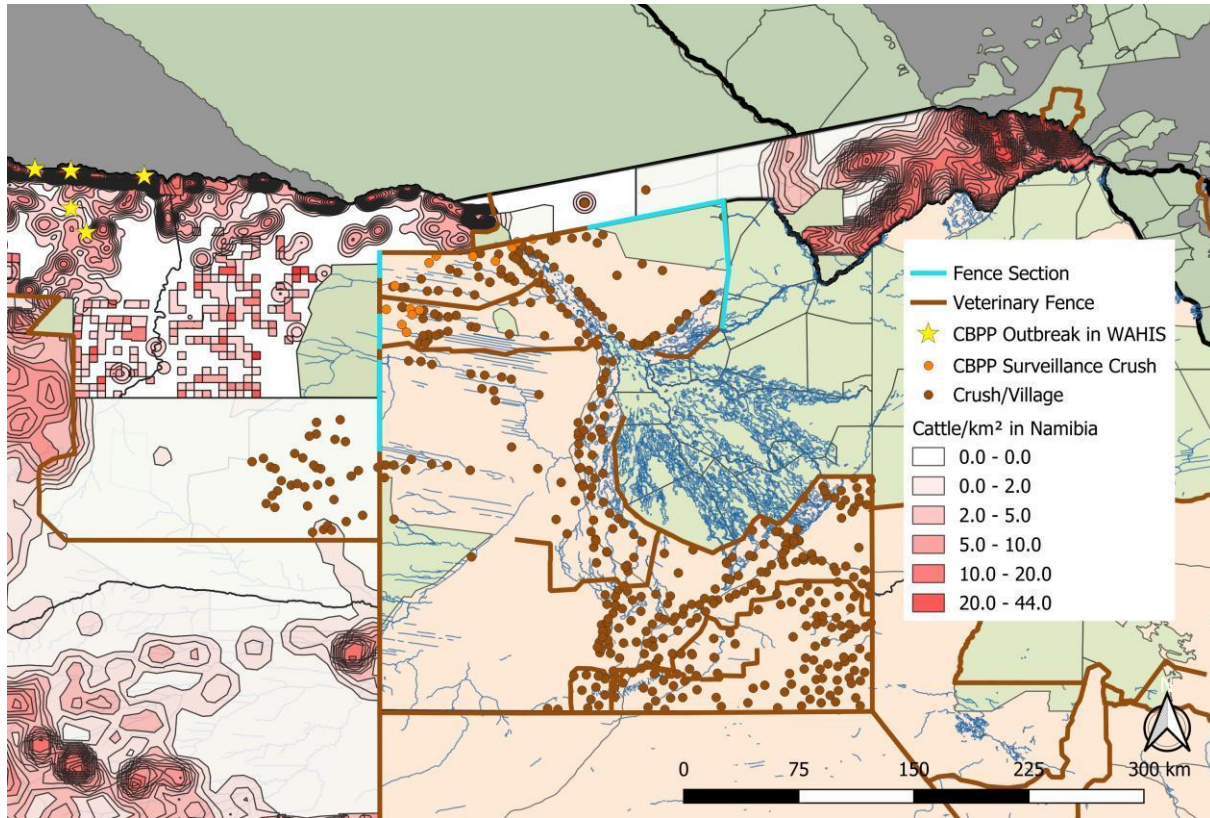 Fence Section
Veterinary Fence
CBPP Outbreak in WAHIS
CBPP Surveillance Crush
Crush/Village
Cattle/km² in Namibia
0.0 - 0.0
0.0 - 2.0
2.0 - 5.0
5.0 - 10.0
10.0 - 20.0
20.0 - 44.0
0 75 150 225 300 km